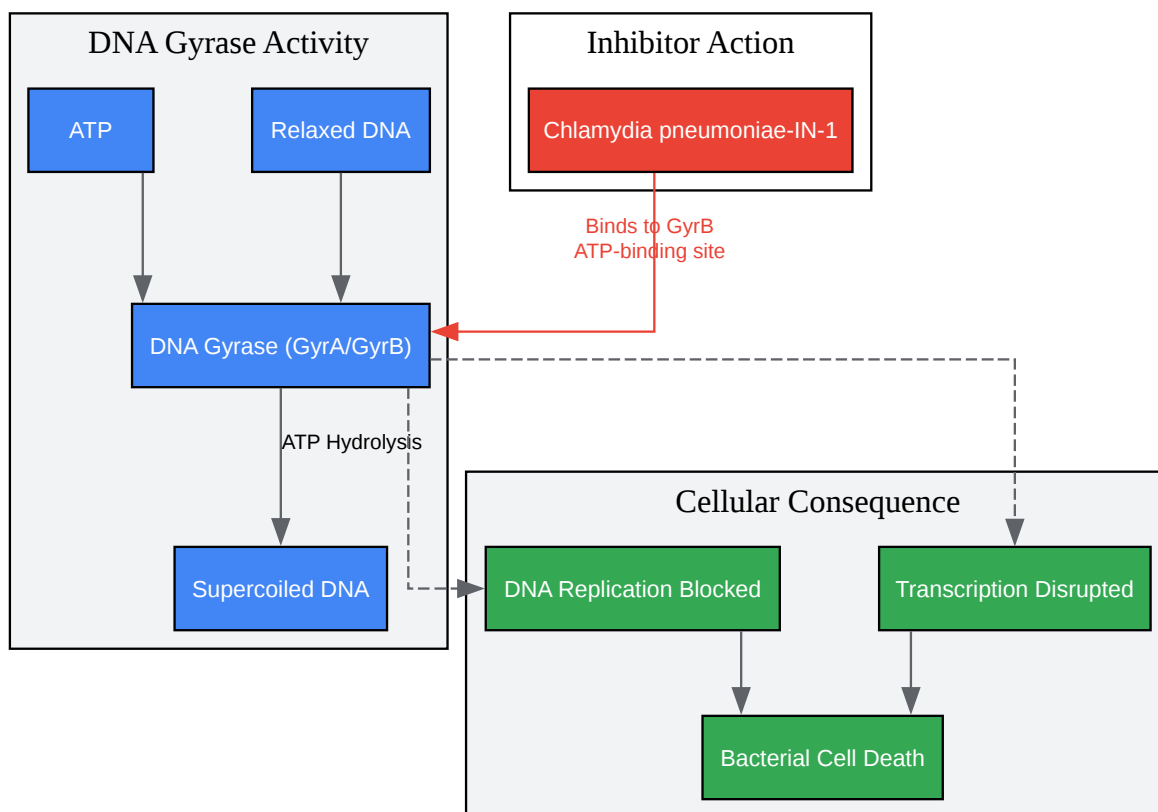 DNA Gyrase Activity
Inhibitor Action
ATP
Relaxed DNA
Chlamydia pneumoniae-IN-1
Binds to GyrB
ATP-binding site
DNA Gyrase (GyrA/GyrB)
ATP Hydrolysis
Cellular Consequence
Supercoiled DNA
DNA Replication Blocked
Transcription Disrupted
Bacterial Cell Death